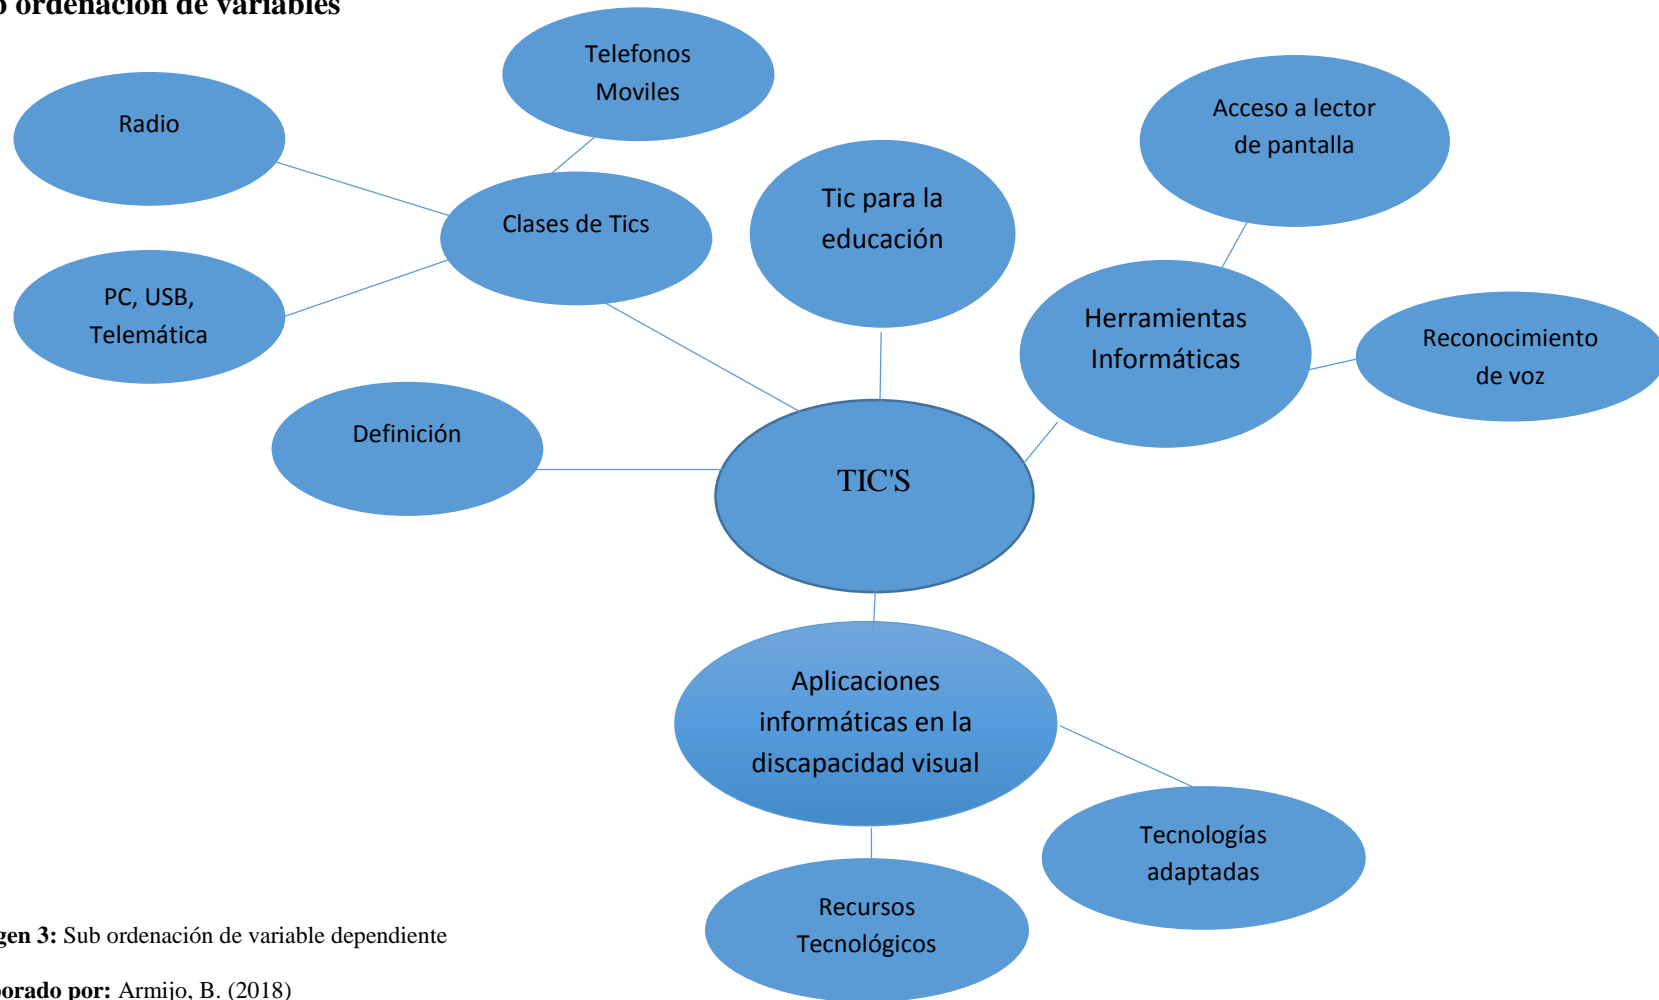 ordenación de variables
Telefonos
Moviles
Radio
Acceso a lector
de pantalla
Clases de Tics
Tic para la
educación
PC, USB,
Telemática
Herramientas
Informáticas
Reconocimiento
de voz
Definición
TIC'S
Aplicaciones
informáticas en la
discapacidad visual
Tecnologías
adaptadas
Recursos
Tecnológicos
gen 3: Sub ordenación de variable dependiente
orado por: Armijo, B. (2018)